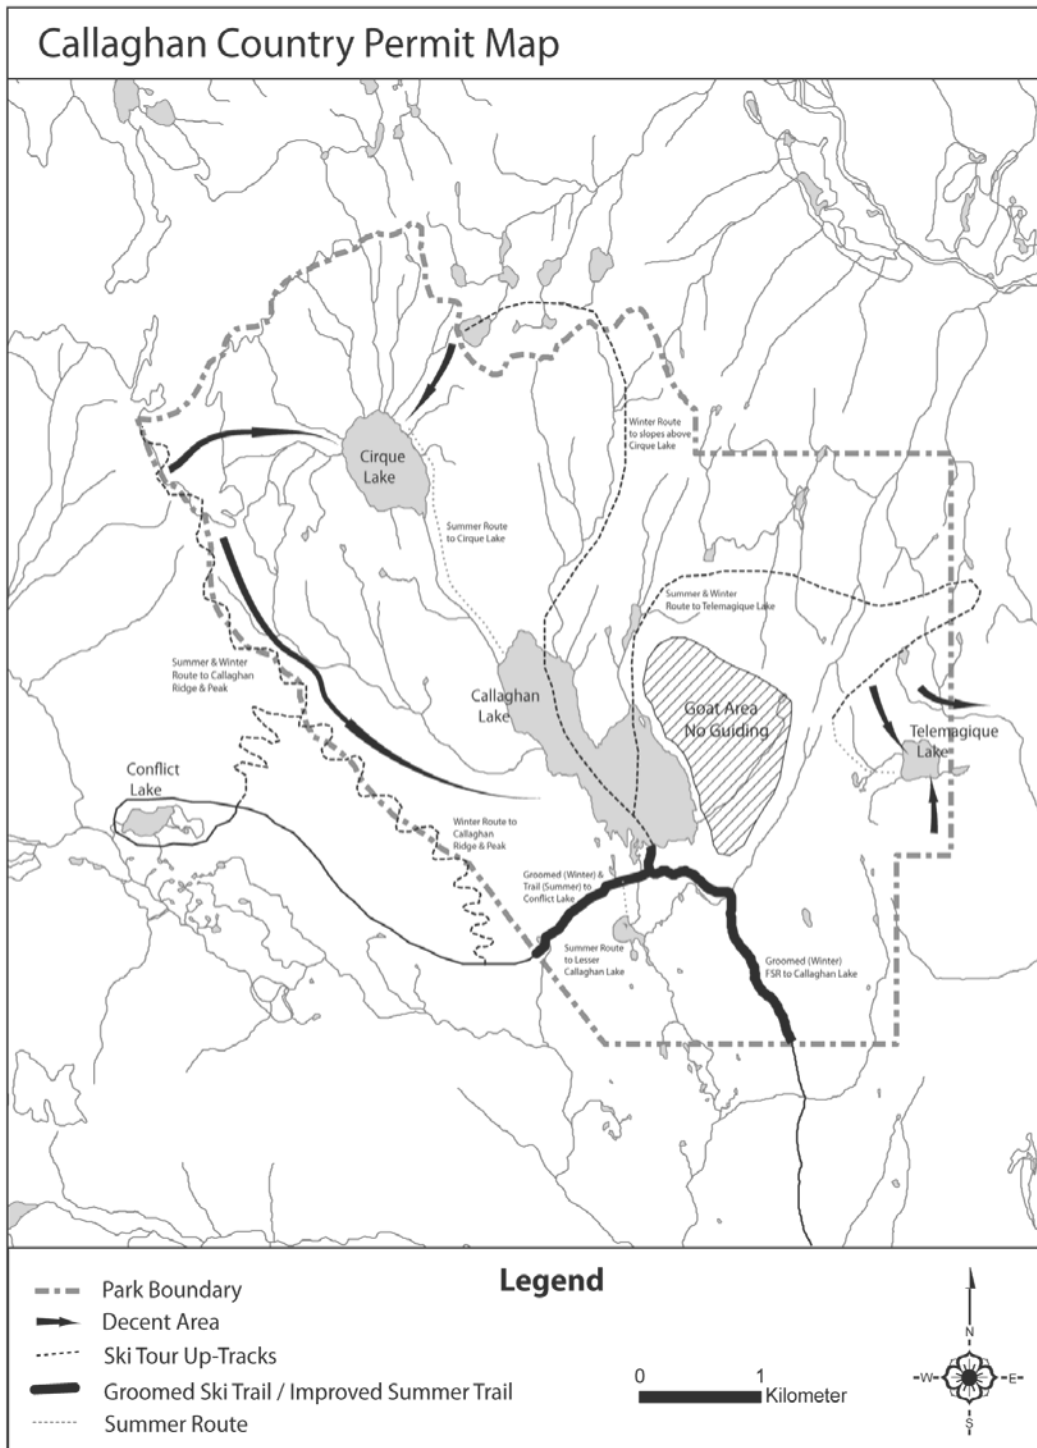 Callaghan Country Permit Map
Winter Route
to slopes above
Cirque Lake
Cirque
Lake
Summer Route
to Cirque Lake
Summer & Winter
Route to Telemagique Lake
Summer & Winter
Route to Callaghan
Ridge & Peak
Callaghan
Lake
Goat Area
No Guiding
Telemagique
Lake
Conflict
Lake
Winter Route to
Callaghan
Ridge & Peak
Groomed (Winter) &
Trail (Summer) to
Conflict Lake
Summer Route
to Lesser
Callaghan Lake
Groomed (Winter)
FSR to Callaghan Lake
Legend
Park Boundary
Decent Area
Ski Tour Up-Tracks
Groomed Ski Trail / Improved Summer Trail
Summer Route
0 1
Kilometer
N
W E
S